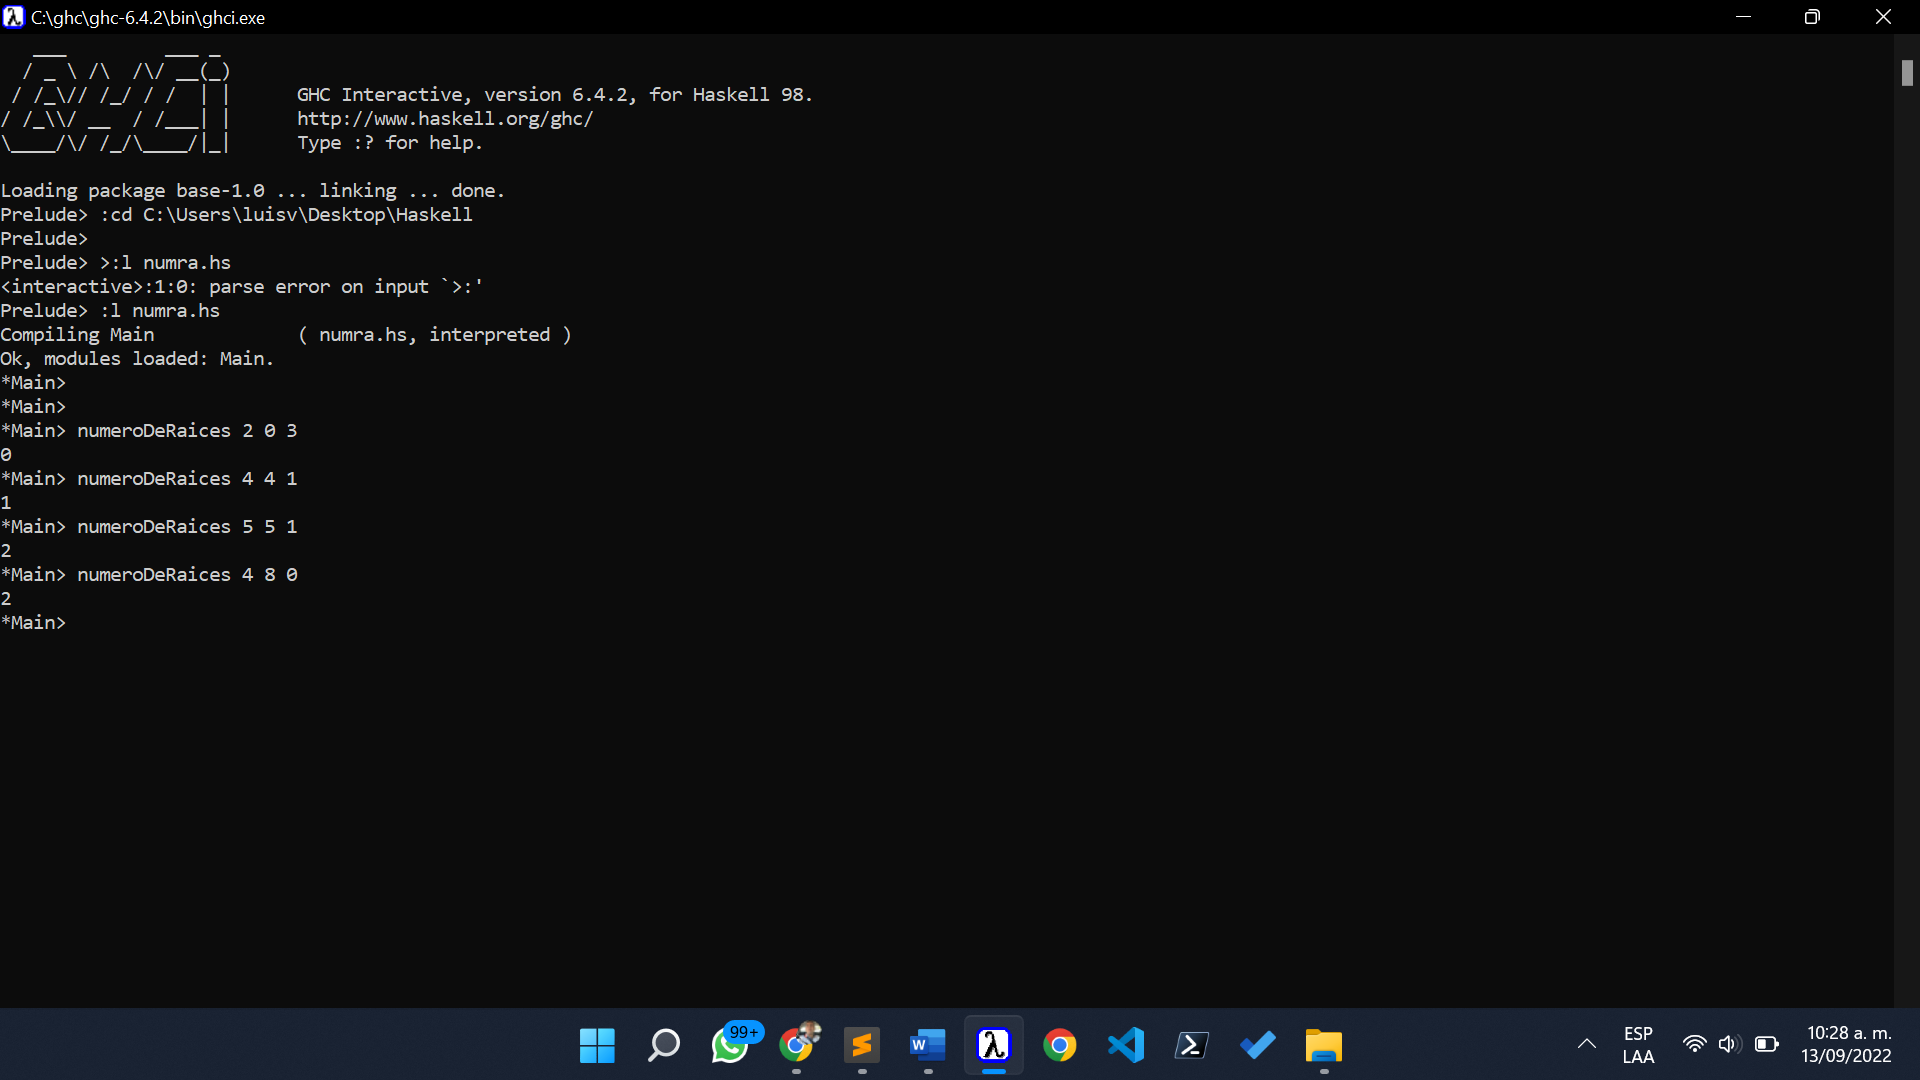 C:\ghc\ghc-6.4.2\bin\ghci.exe
GHC Interactive, version 6.4.2, for Haskell 98.
http://www.haskell.org/ghc/
Type :? for help.
Loading package base-1.0 ... linking ... done.
Prelude> :cd C:\Users\luisv\Desktop\Haskell
Prelude>
Prelude> >:l numra.hs
<interactive>:1:0: parse error on input `>:'
Prelude> :l numra.hs
Compiling Main             ( numra.hs, interpreted )
Ok, modules loaded: Main.
*Main>
*Main>
*Main> numeroDeRaices 2 0 3
0
*Main> numeroDeRaices 4 4 1
1
*Main> numeroDeRaices 5 5 1
2
*Main> numeroDeRaices 4 8 0
2
*Main>
99+
ESP
LAA
10:28 a. m.
13/09/2022